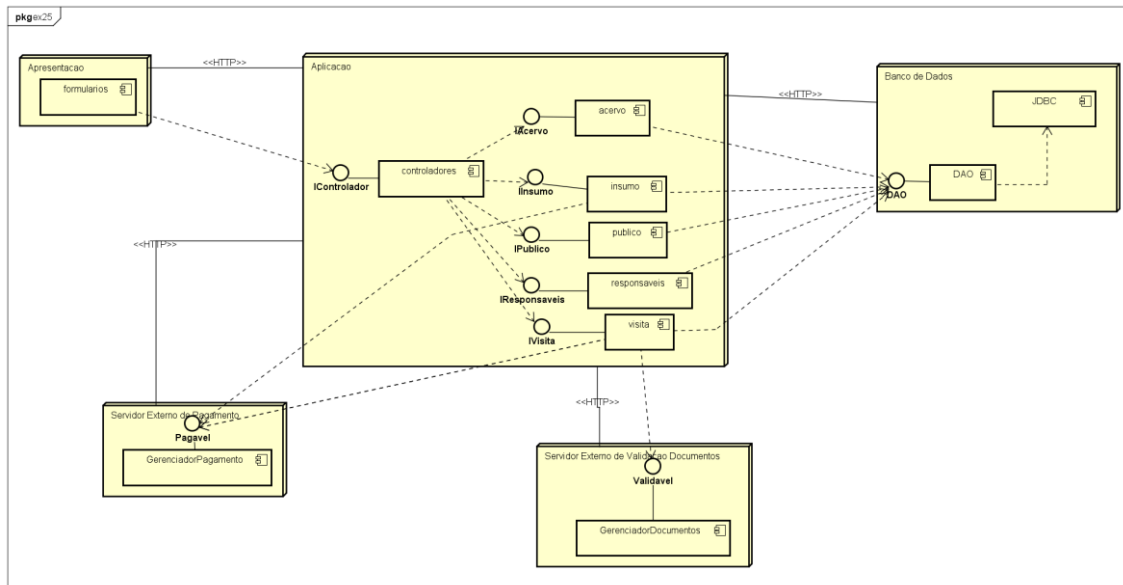 pkg ex25
Apresentacao
formularios
<<HTTP>>
Aplicacao
IControlador
controladores
IAcervo
acervo
IInsumo
insumo
IPublico
publico
IResponsaveis
responsaveis
IVisita
visita
<<HTTP>>
Banco de Dados
JDBC
DAO
DAO
<<HTTP>>
Servidor Externo de Pagamento
Pagavel
GerenciadorPagamento
<<HTTP>>
Servidor Externo de Validacao Documentos
Validavel
GerenciadorDocumentos